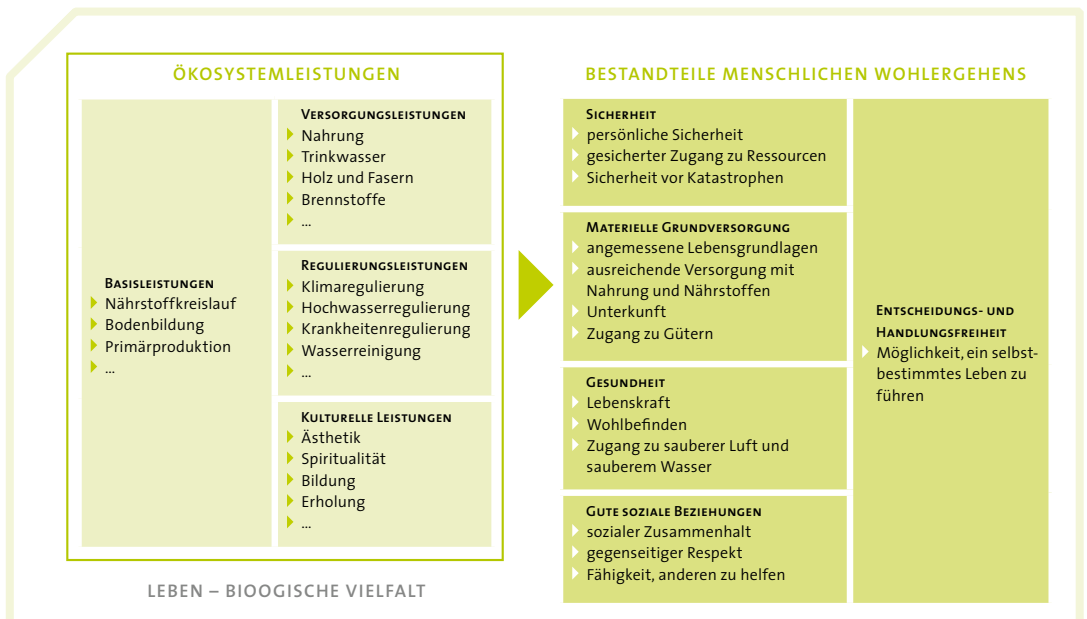 ÖKOSYSTEMLEISTUNGEN
BASISLEISTUNGEN
Nährstoffkreislauf
Bodenbildung
Primärproduktion
...
VERSORGUNGSLEISTUNGEN
Nahrung
Trinkwasser
Holz und Fasern
Brennstoffe
...
REGULIERUNGSLEISTUNGEN
Klimaregulierung
Hochwasserregulierung
Krankheitenregulierung
Wasserreinigung
...
KULTURELLE LEISTUNGEN
Ästhetik
Spiritualität
Bildung
Erholung
...
LEBEN – BIOOGISCHE VIELFALT
BESTANDTEILE MENSCHLICHEN WOHLERGEHENS
SICHERHEIT
persönliche Sicherheit
gesicherter Zugang zu Ressourcen
Sicherheit vor Katastrophen
MATERIELLE GRUNDVERSORGUNG
angemessene Lebensgrundlagen
ausreichende Versorgung mit
Nahrung und Nährstoffen
Unterkunft
Zugang zu Gütern
GESUNDHEIT
Lebenskraft
Wohlbefinden
Zugang zu sauberer Luft und
sauberem Wasser
GUTE SOZIALE BEZIEHUNGEN
sozialer Zusammenhalt
gegenseitiger Respekt
Fähigkeit, anderen zu helfen
ENTSCHEIDUNGS- UND
HANDLUNGSFREIHEIT
Möglichkeit, ein selbst-
bestimmtes Leben zu
führen